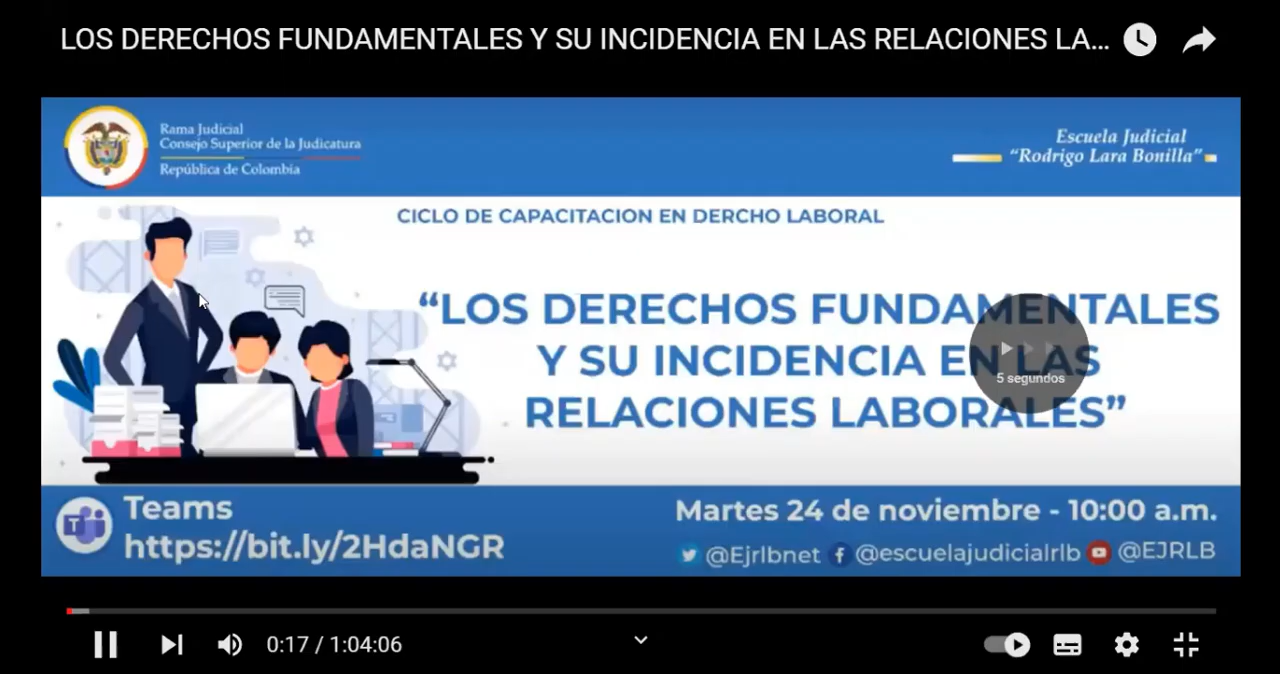 LOS DERECHOS FUNDAMENTALES Y SU INCIDENCIA EN LAS RELACIONES LA...
Rama Judicial
Consejo Superior de la Judicatura
República de Colombia
Escuela Judicial
“Rodrigo Lara Bonilla”
CICLO DE CAPACITACION EN DERCHO LABORAL
“LOS DERECHOS FUNDAMENTALES
Y SU INCIDENCIA EN LAS
RELACIONES LABORALES”
5 segundos
Teams
https://bit.ly/2HdaNGR
Martes 24 de noviembre - 10:00 a.m.
@Ejrlbnet @escuelajudicialrlb @EJRLB
0:17 / 1:04:06